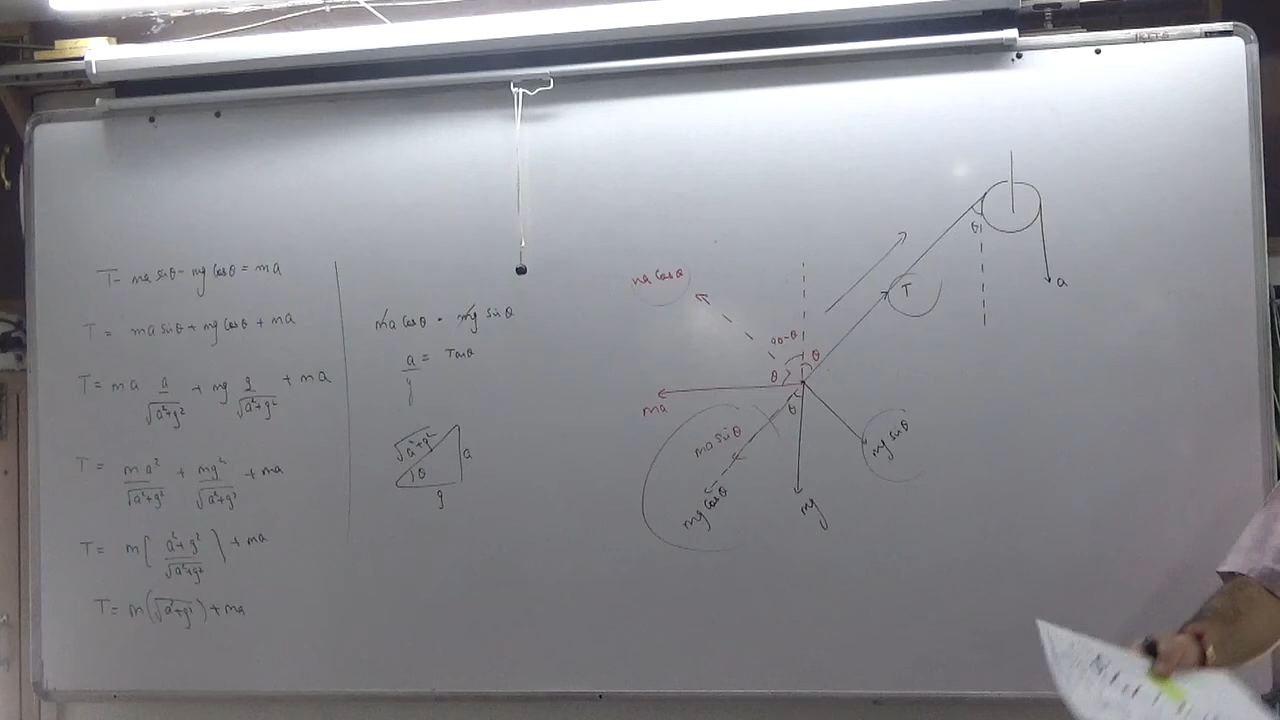 T - ma sinθ - mg cosθ = ma
T = ma sinθ + mg cosθ + ma
T = ma a/√a²+g² + mg g/√a²+g² + ma
T = ma²/√a²+g² + mg²/√a²+g² + ma
T = m[a²+g²/√a²+g²) + ma
T = m(√a²+g²) + ma
ma cosθ = mg sinθ
a/g = Tanθ
√a²+g²
θ
a
g
θ
a
T
ma cosθ
90-θ
θ
θ
ma
θ
ma sinθ
mg sinθ
mg cosθ
mg